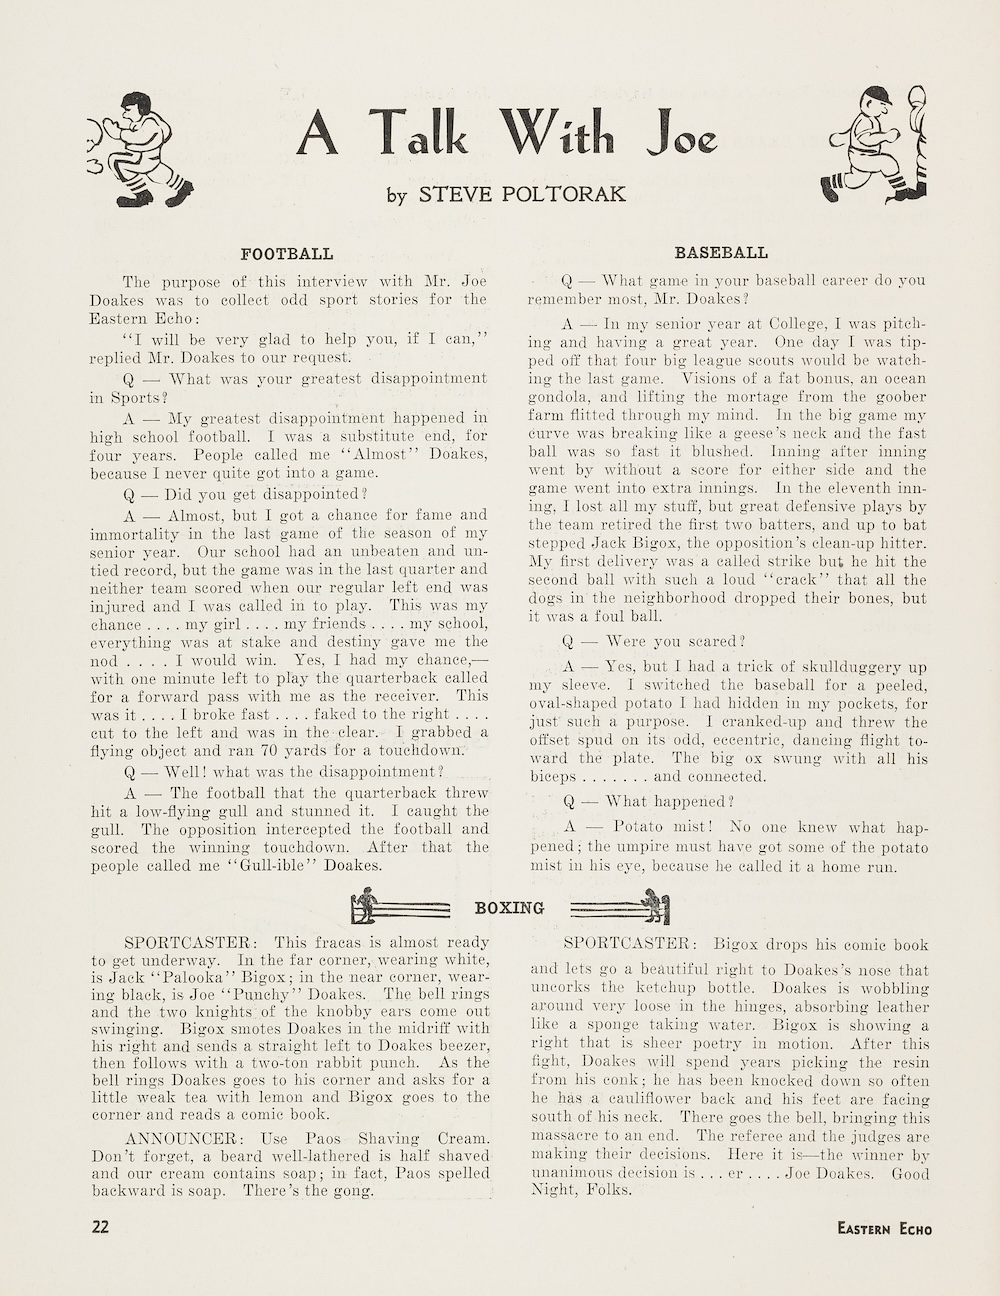 A Talk With Joe
by STEVE POLTORAK
FOOTBALL
The purpose of this interview with Mr. Joe
Doakes was to collect odd sport stories for the
Eastern Echo:
“I will be very glad to help you, if I can,”
replied Mr. Doakes to our request.
Q — What was your greatest disappointment
in Sports?
A — My greatest disappointment happened in
high school football. I was a substitute end, for
four years. People called me “Almost” Doakes,
because I never quite got into a game.
Q — Did you get disappointed?
A — Almost, but I got a chance for fame and
immortality in the last game of the season of my
senior year. Our school had an unbeaten and un-
tied record, but the game was in the last quarter and
neither team scored when our regular left end was
injured and I was called in to play. This was my
chance . . . . my girl . . . . my friends . . . . my school,
everything was at stake and destiny gave me the
nod . . . . I would win. Yes, I had my chance,—
with one minute left to play the quarterback called
for a forward pass with me as the receiver. This
was it . . . . I broke fast . . . . faked to the right . . . .
cut to the left and was in the clear. I grabbed a
flying object and ran 70 yards for a touchdown.
Q — Well! what was the disappointment?
A — The football that the quarterback threw
hit a low-flying gull and stunned it. I caught the
gull. The opposition intercepted the football and
scored the winning touchdown. After that the
people called me “Gull-ible” Doakes.
BASEBALL
Q — What game in your baseball career do you
remember most, Mr. Doakes?
A — In my senior year at College, I was pitch-
ing and having a great year. One day I was tip-
ped off that four big league scouts would be watch-
ing the last game. Visions of a fat bonus, an ocean
gondola, and lifting the mortage from the goober
farm flitted through my mind. In the big game my
curve was breaking like a geese’s neck and the fast
ball was so fast it blushed. Inning after inning
went by without a score for either side and the
game went into extra innings. In the eleventh inn-
ing, I lost all my stuff, but great defensive plays by
the team retired the first two batters, and up to bat
stepped Jack Bigox, the opposition’s clean-up hitter.
My first delivery was a called strike but he hit the
second ball with such a loud “crack” that all the
dogs in the neighborhood dropped their bones, but
it was a foul ball.
Q — Were you scared?
A — Yes, but I had a trick of skullduggery up
my sleeve. I switched the baseball for a peeled,
oval-shaped potato I had hidden in my pockets, for
just such a purpose. I cranked-up and threw the
offset spud on its odd, eccentric, dancing flight to-
ward the plate. The big ox swung with all his
biceps . . . . . . . and connected.
Q — What happened?
A — Potato mist! No one knew what hap-
pened; the umpire must have got some of the potato
mist in his eye, because he called it a home run.
BOXING
SPORTCASTER: This fracas is almost ready
to get underway. In the far corner, wearing white,
is Jack “Palooka” Bigox; in the near corner, wear-
ing black, is Joe “Punchy” Doakes. The bell rings
and the two knights of the knobby ears come out
swinging. Bigox smotes Doakes in the midriff with
his right and sends a straight left to Doakes beezer,
then follows with a two-ton rabbit punch. As the
bell rings Doakes goes to his corner and asks for a
little weak tea with lemon and Bigox goes to the
corner and reads a comic book.
ANNOUNCER: Use Paos Shaving Cream.
Don’t forget, a beard well-lathered is half shaved
and our cream contains soap; in fact, Paos spelled
backward is soap. There’s the gong.
SPORTCASTER: Bigox drops his comic book
and lets go a beautiful right to Doakes’s nose that
uncorks the ketchup bottle. Doakes is wobbling
around very loose in the hinges, absorbing leather
like a sponge taking water. Bigox is showing a
right that is sheer poetry in motion. After this
fight, Doakes will spend years picking the resin
from his conk; he has been knocked down so often
he has a cauliflower back and his feet are facing
south of his neck. There goes the bell, bringing this
massacre to an end. The referee and the judges are
making their decisions. Here it is—the winner by
unanimous decision is . . . er . . . . Joe Doakes. Good
Night, Folks.
22
EASTERN ECHO